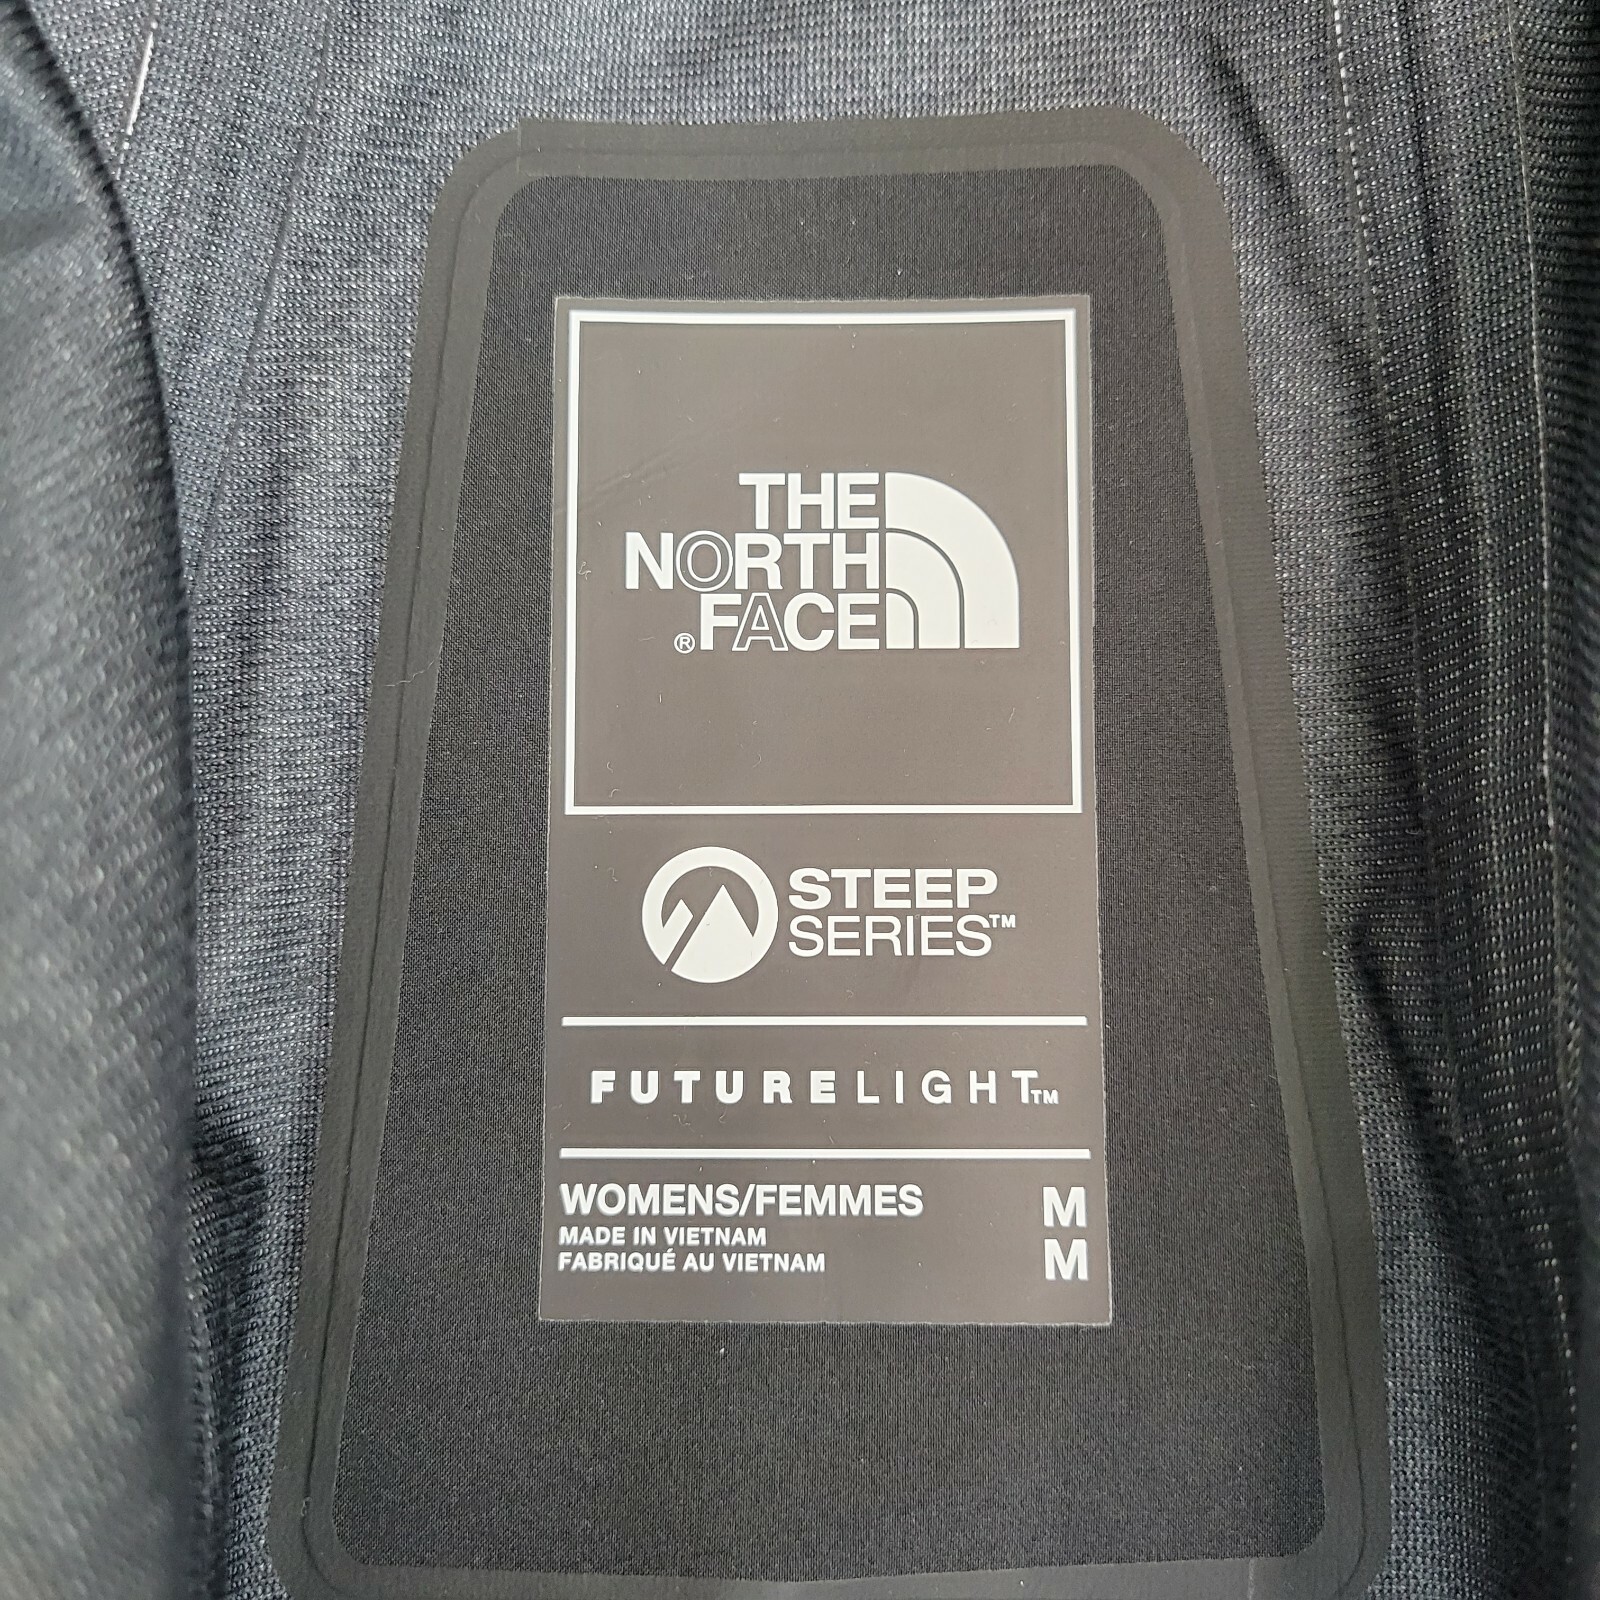 THE
NORTH
®FACE
STEEP
SERIES™
FUTURELIGHT™
WOMENS/FEMMES M
MADE IN VIETNAM
FABRIQUÉ AU VIETNAM M